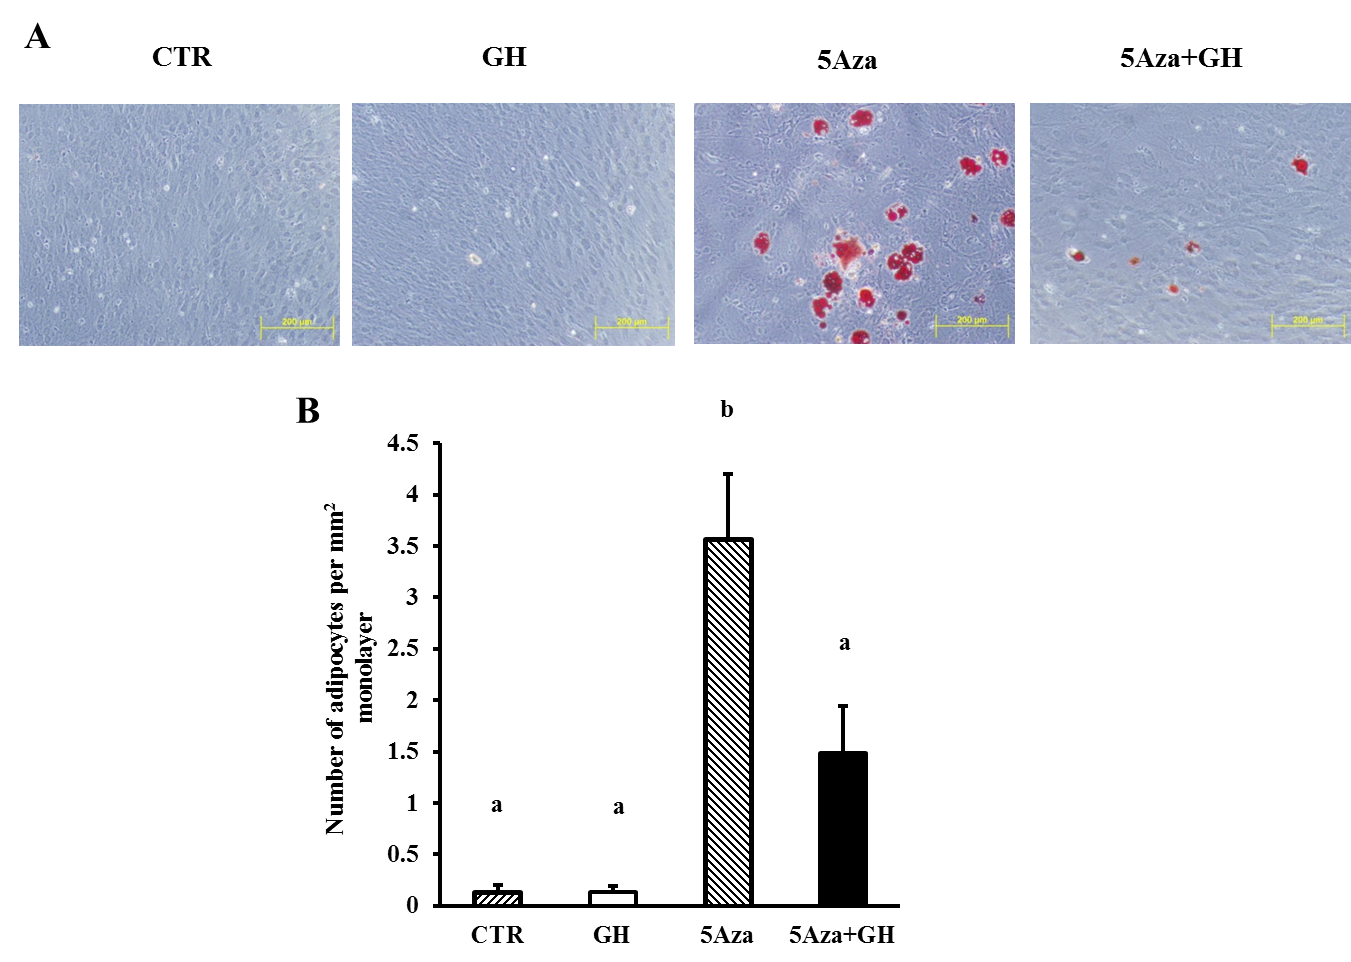 A
CTR
GH
5Aza
5Aza+GH
200 µm
200 µm
200 µm
200 µm
B
Number of adipocytes per mm²
monolayer
4.5
4
3.5
3
2.5
2
1.5
1
0.5
0
a
a
b
a
CTR
GH
5Aza
5Aza+GH